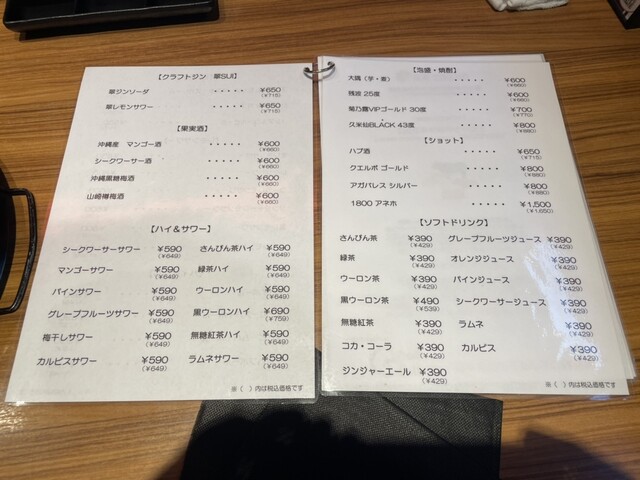 【クラフトジン 翠SUI】
翠ジンソーダ ・・・・・ ¥650
(¥715)
翠レモンサワー ・・・・・ ¥650
(¥715)
【果実酒】
沖縄産 マンゴー酒 ・・・・・ ¥600
(¥660)
シークワーサー酒 ・・・・・ ¥600
(¥660)
沖縄黒糖梅酒 ・・・・・ ¥600
(¥660)
山崎樽梅酒 ・・・・・ ¥600
(¥660)
【ハイ＆サワー】
シークワーサーサワー ¥590 さんぴん茶ハイ ¥590
(¥649) (¥649)
マンゴーサワー ¥590 緑茶ハイ ¥590
(¥649) (¥649)
パインサワー ¥590 ウーロンハイ ¥590
(¥649) (¥649)
グレープフルーツサワー ¥590 黒ウーロンハイ ¥690
(¥649) (¥759)
梅干しサワー ¥590 無糖紅茶ハイ ¥590
(¥649) (¥649)
カルピスサワー ¥590 ラムネサワー ¥590
(¥649) (¥649)
※（ ）内は税込価格です
【泡盛・焼酎】
大隅（芋・麦） ・・・・・ ¥600
(¥660)
残波 25度 ・・・・・ ¥600
(¥660)
菊乃露VIPゴールド 30度 ・・・・・ ¥700
(¥770)
久米仙BLACK 43度 ・・・・・ ¥800
(¥880)
【ショット】
ハブ酒 ・・・・・ ¥650
(¥715)
クエルボ ゴールド ・・・・・ ¥800
(¥880)
アガバレス シルバー ・・・・・ ¥800
(¥880)
1800 アネホ ・・・・・ ¥1,500
(¥1,650)
【ソフトドリンク】
さんぴん茶 ¥390 グレープフルーツジュース ¥390
(¥429) (¥429)
緑茶 ¥390 オレンジジュース ¥390
(¥429) (¥429)
ウーロン茶 ¥390 パインジュース ¥390
(¥429) (¥429)
黒ウーロン茶 ¥490 シークワーサージュース ¥390
(¥539) (¥429)
無糖紅茶 ¥390 ラムネ ¥390
(¥429) (¥429)
コカ・コーラ ¥390 カルピス ¥390
(¥429) (¥429)
ジンジャーエール ¥390
(¥429)
※（ ）内は税込価格です